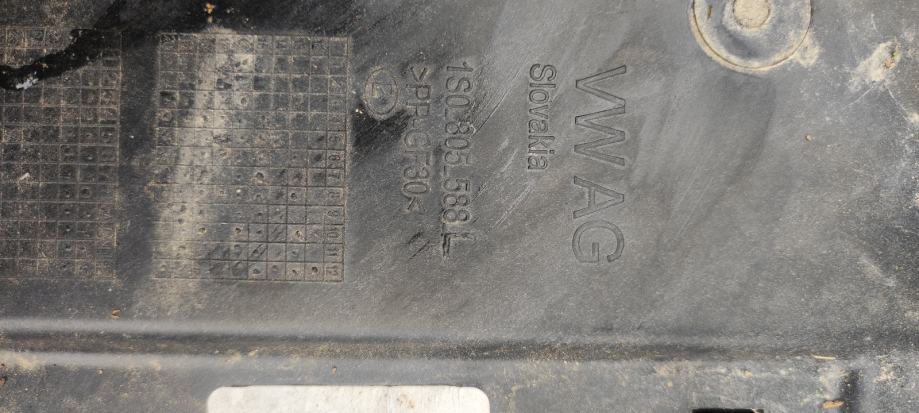 VWAG
Slovakia
1S0.805.588.L
>PP-GF30<